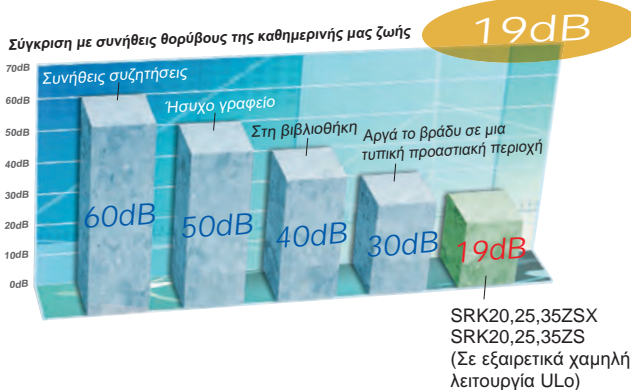 Σύγκριση με συνήθεις θορύβους της καθημερινής μας ζωής
19dB
70dB
60dB
50dB
40dB
30dB
20dB
10dB
0dB
Συνήθεις συζητήσεις
Ήσυχο γραφείο
Στη βιβλιοθήκη
Αργά το βράδυ σε μια
τυπική προαστιακή περιοχή
60dB
50dB
40dB
30dB
19dB
SRK20,25,35ZSX
SRK20,25,35ZS
(Σε εξαιρετικά χαμηλή
λειτουργία ULo)